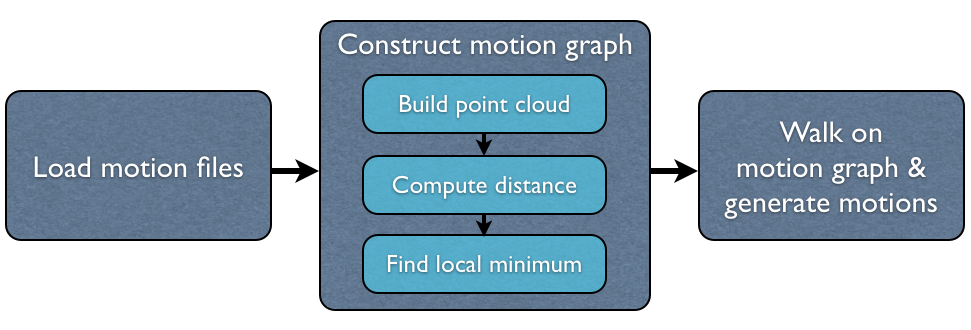 Load motion files
Construct motion graph
Build point cloud
Compute distance
Find local minimum
Walk on
motion graph &
generate motions